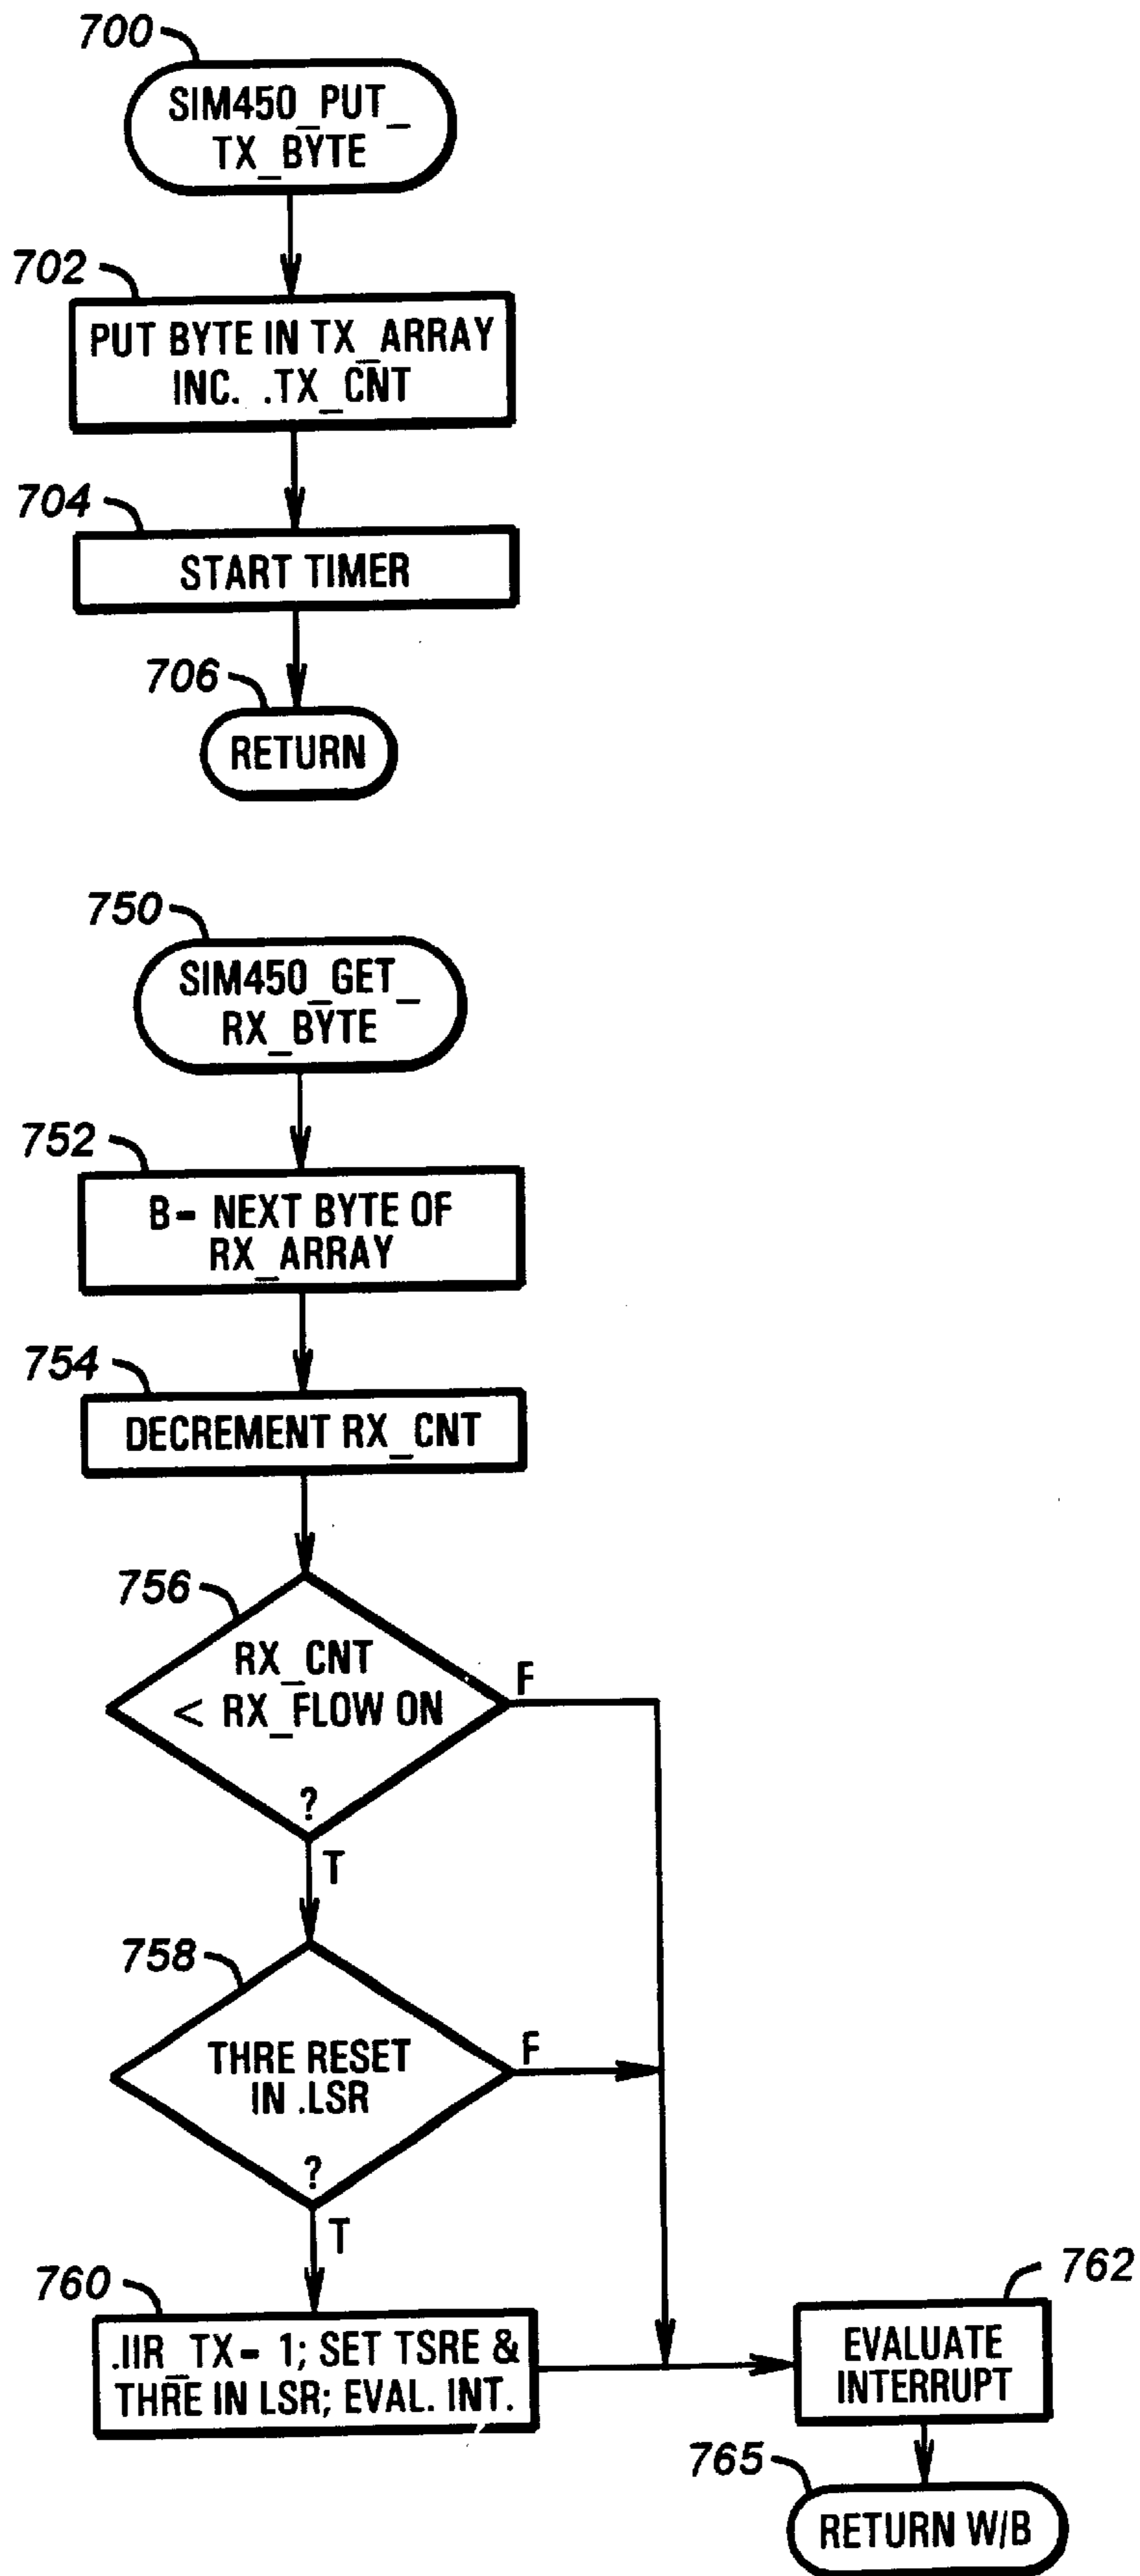 700
SIM450_PUT_
TX_BYTE
702
PUT BYTE IN TX_ARRAY
INC. .TX_CNT
704
START TIMER
706
RETURN
750
SIM450_GET_
RX_BYTE
752
B= NEXT BYTE OF
RX_ARRAY
754
DECREMENT RX_CNT
756
RX_CNT
< RX_FLOW ON
?
F
T
758
THRE RESET
IN .LSR
?
F
T
760
.IIR_TX= 1; SET TSRE &
THRE IN LSR; EVAL. INT.
762
EVALUATE
INTERRUPT
765
RETURN W/B